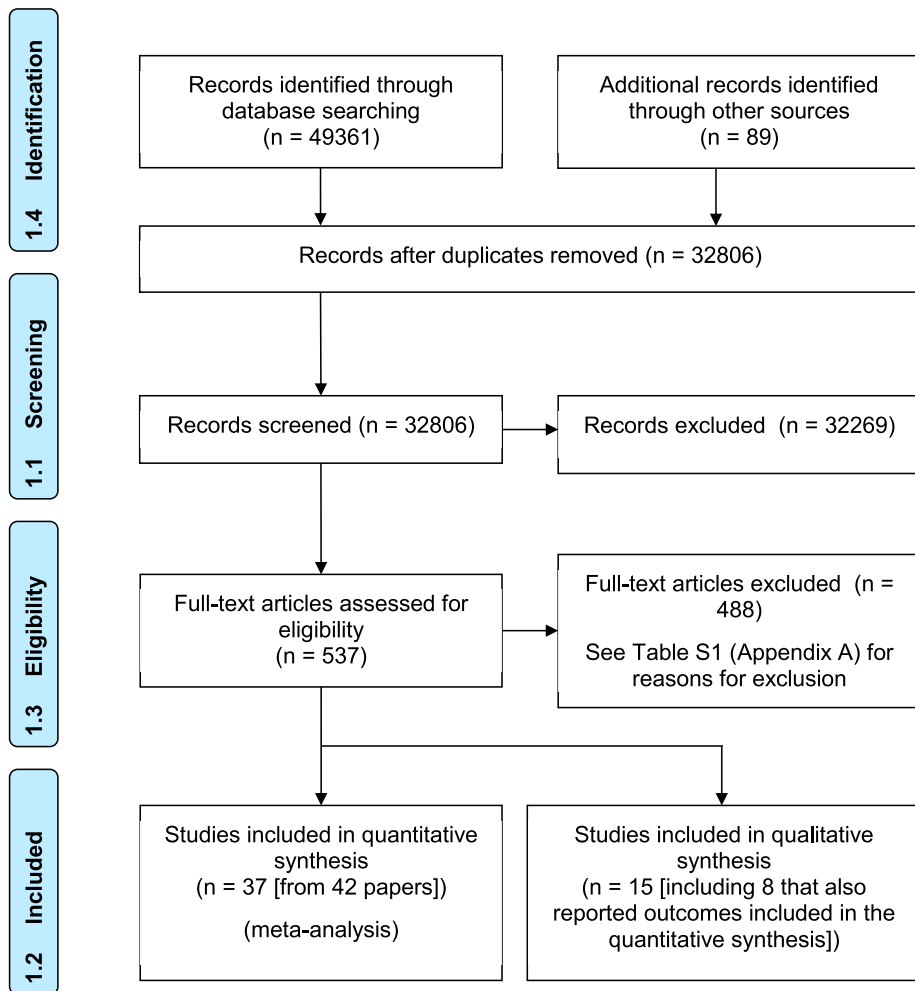 1.4 Identification
Records identified through
database searching
(n = 49361)
Additional records identified
through other sources
(n = 89)
Records after duplicates removed (n = 32806)
1.1 Screening
Records screened (n = 32806)
Records excluded (n = 32269)
1.3 Eligibility
Full-text articles assessed for
eligibility
(n = 537)
Full-text articles excluded (n =
488)
See Table S1 (Appendix A) for
reasons for exclusion
1.2 Included
Studies included in quantitative
synthesis
(n = 37 [from 42 papers])
(meta-analysis)
Studies included in qualitative
synthesis
(n = 15 [including 8 that also
reported outcomes included in the
quantitative synthesis])